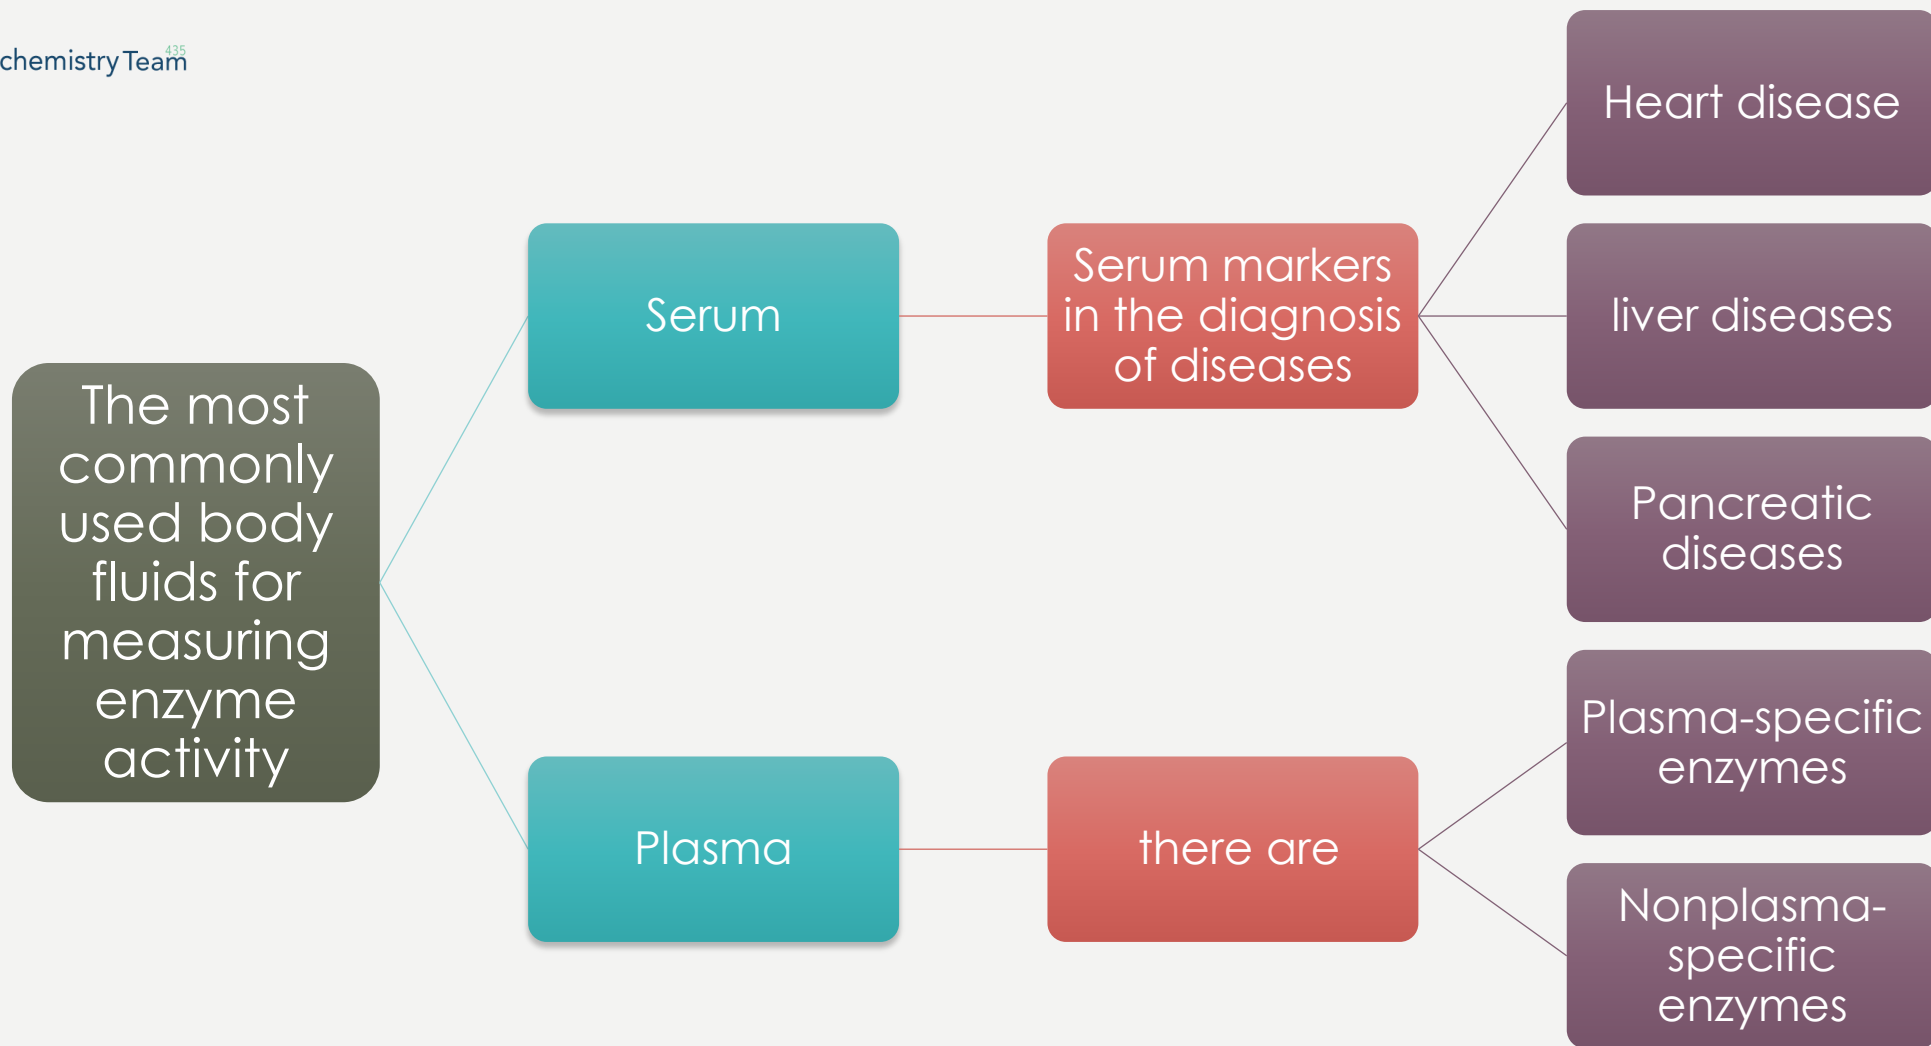 chemistry Team 435
Heart disease
Serum
Serum markers
in the diagnosis
of diseases
liver diseases
The most
commonly
used body
fluids for
measuring
enzyme
activity
Pancreatic
diseases
Plasma
there are
Plasma-specific
enzymes
Nonplasma-
specific
enzymes